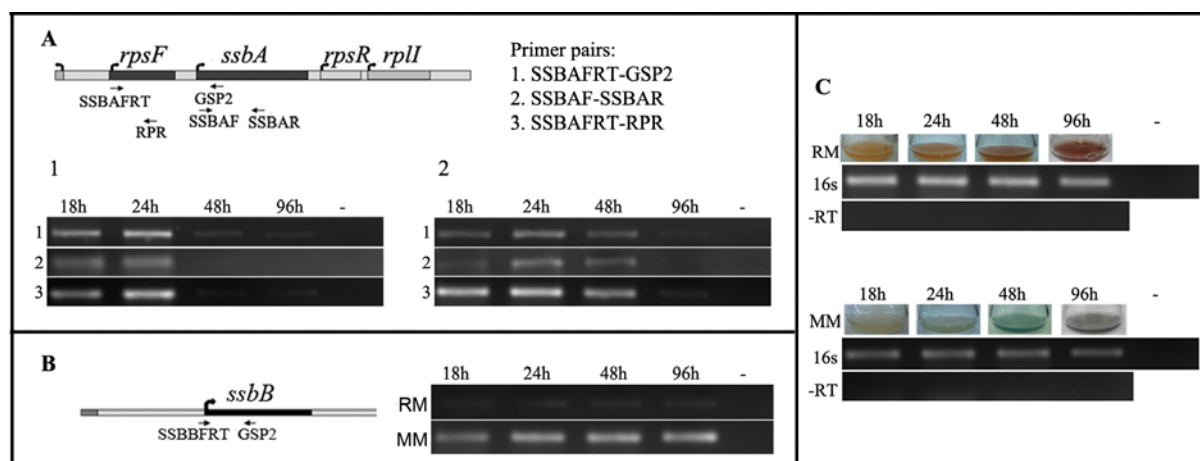 A
rpsF ssbA rpsR rplI
SSBAFRT GSP2
SSBAF SSBAR
RPR
Primer pairs:
1. SSBAFRT-GSP2
2. SSBAF-SSBAR
3. SSBAFRT-RPR
1
18h 24h 48h 96h -
1
2
3
2
18h 24h 48h 96h -
1
2
3
B
ssbB
SSBBFRT GSP2
18h 24h 48h 96h -
RM
MM
C
18h 24h 48h 96h -
RM
16s
-RT
18h 24h 48h 96h -
MM
16s
-RT